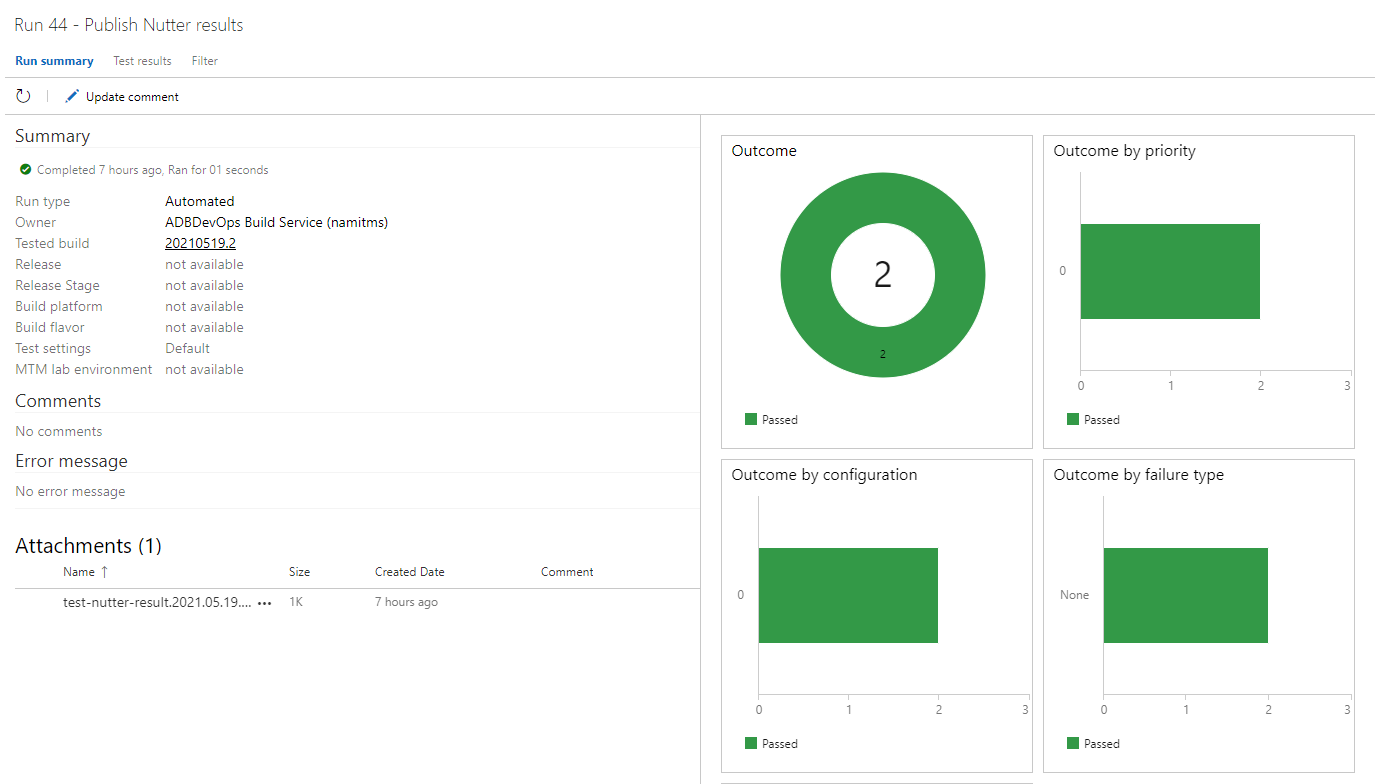 Run 44 - Publish Nutter results
Run summary Test results Filter
Update comment
Summary
Completed 7 hours ago, Ran for 01 seconds
Run type Automated
Owner ADBDevOps Build Service (namitms)
Tested build 20210519.2
Release not available
Release Stage not available
Build platform not available
Build flavor not available
Test settings Default
MTM lab environment not available
Comments
No comments
Error message
No error message
Attachments (1)
Name ↑ Size Created Date Comment
test-nutter-result.2021.05.19.... ••• 1K 7 hours ago
Outcome
2
2
Passed
Outcome by priority
0
0 1 2 3
Passed
Outcome by configuration
0
0 1 2 3
Passed
Outcome by failure type
None
0 1 2 3
Passed